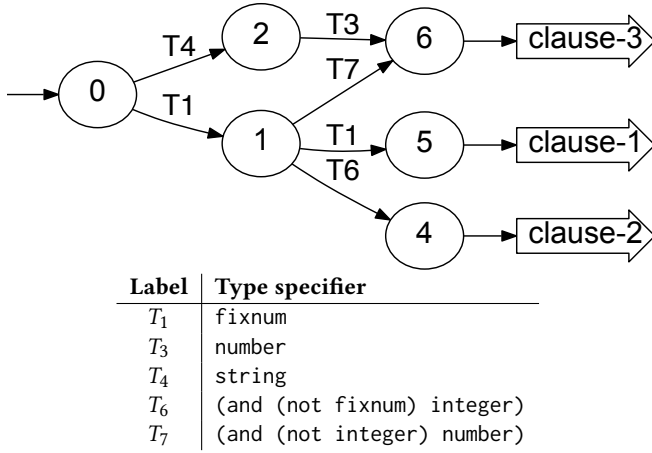 T4
T3
T7
T1
T1
T6
0
2
6
1
5
4
clause-3
clause-1
clause-2
Label Type specifier
T1 fixnum
T3 number
T4 string
T6 (and (not fixnum) integer)
T7 (and (not integer) number)